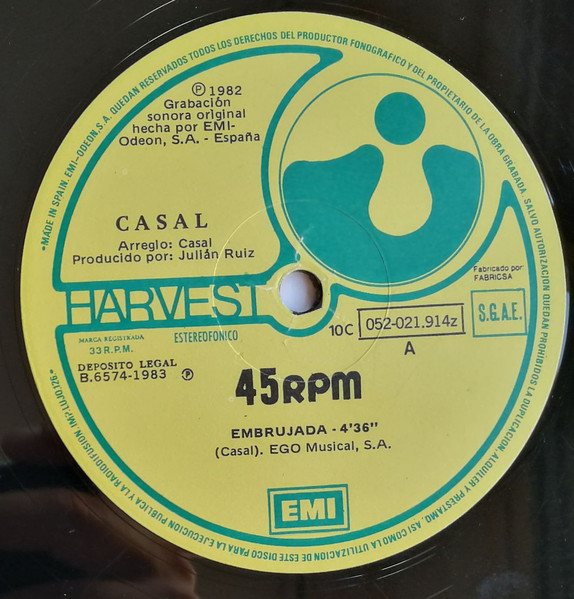 *MADE IN SPAIN. EMI-ODEON, S.A. QUEDAN RESERVADOS TODOS LOS DERECHOS DEL PRODUCTOR FONOGRAFICO Y DEL PROPIETARIO DE LA OBRA GRABADA. SALVO AUTORIZACION QUEDAN PROHIBIDOS LA DUPLICACION, ALQUILER Y PRESTAMO, ASI COMO LA UTILIZACION DE ESTE DISCO PARA LA EJECUCION PUBLICA Y LA RADIODIFUSION
℗ 1982
Grabación
sonora original
hecha por EMI-
Odeon, S.A. - España
CASAL
Arreglo: Casal
Producido por: Julián Ruiz
HARVEST
Fabricado por:
FABRICSA
S.G.A.E.
MARCA REGISTRADA
ESTEREOFONICO
33 R.P.M.
10C 052-021.914z
A
DEPOSITO LEGAL
B.6574-1983 ℗
45RPM
EMBRUJADA - 4'36"
(Casal). EGO Musical, S.A.
EMI